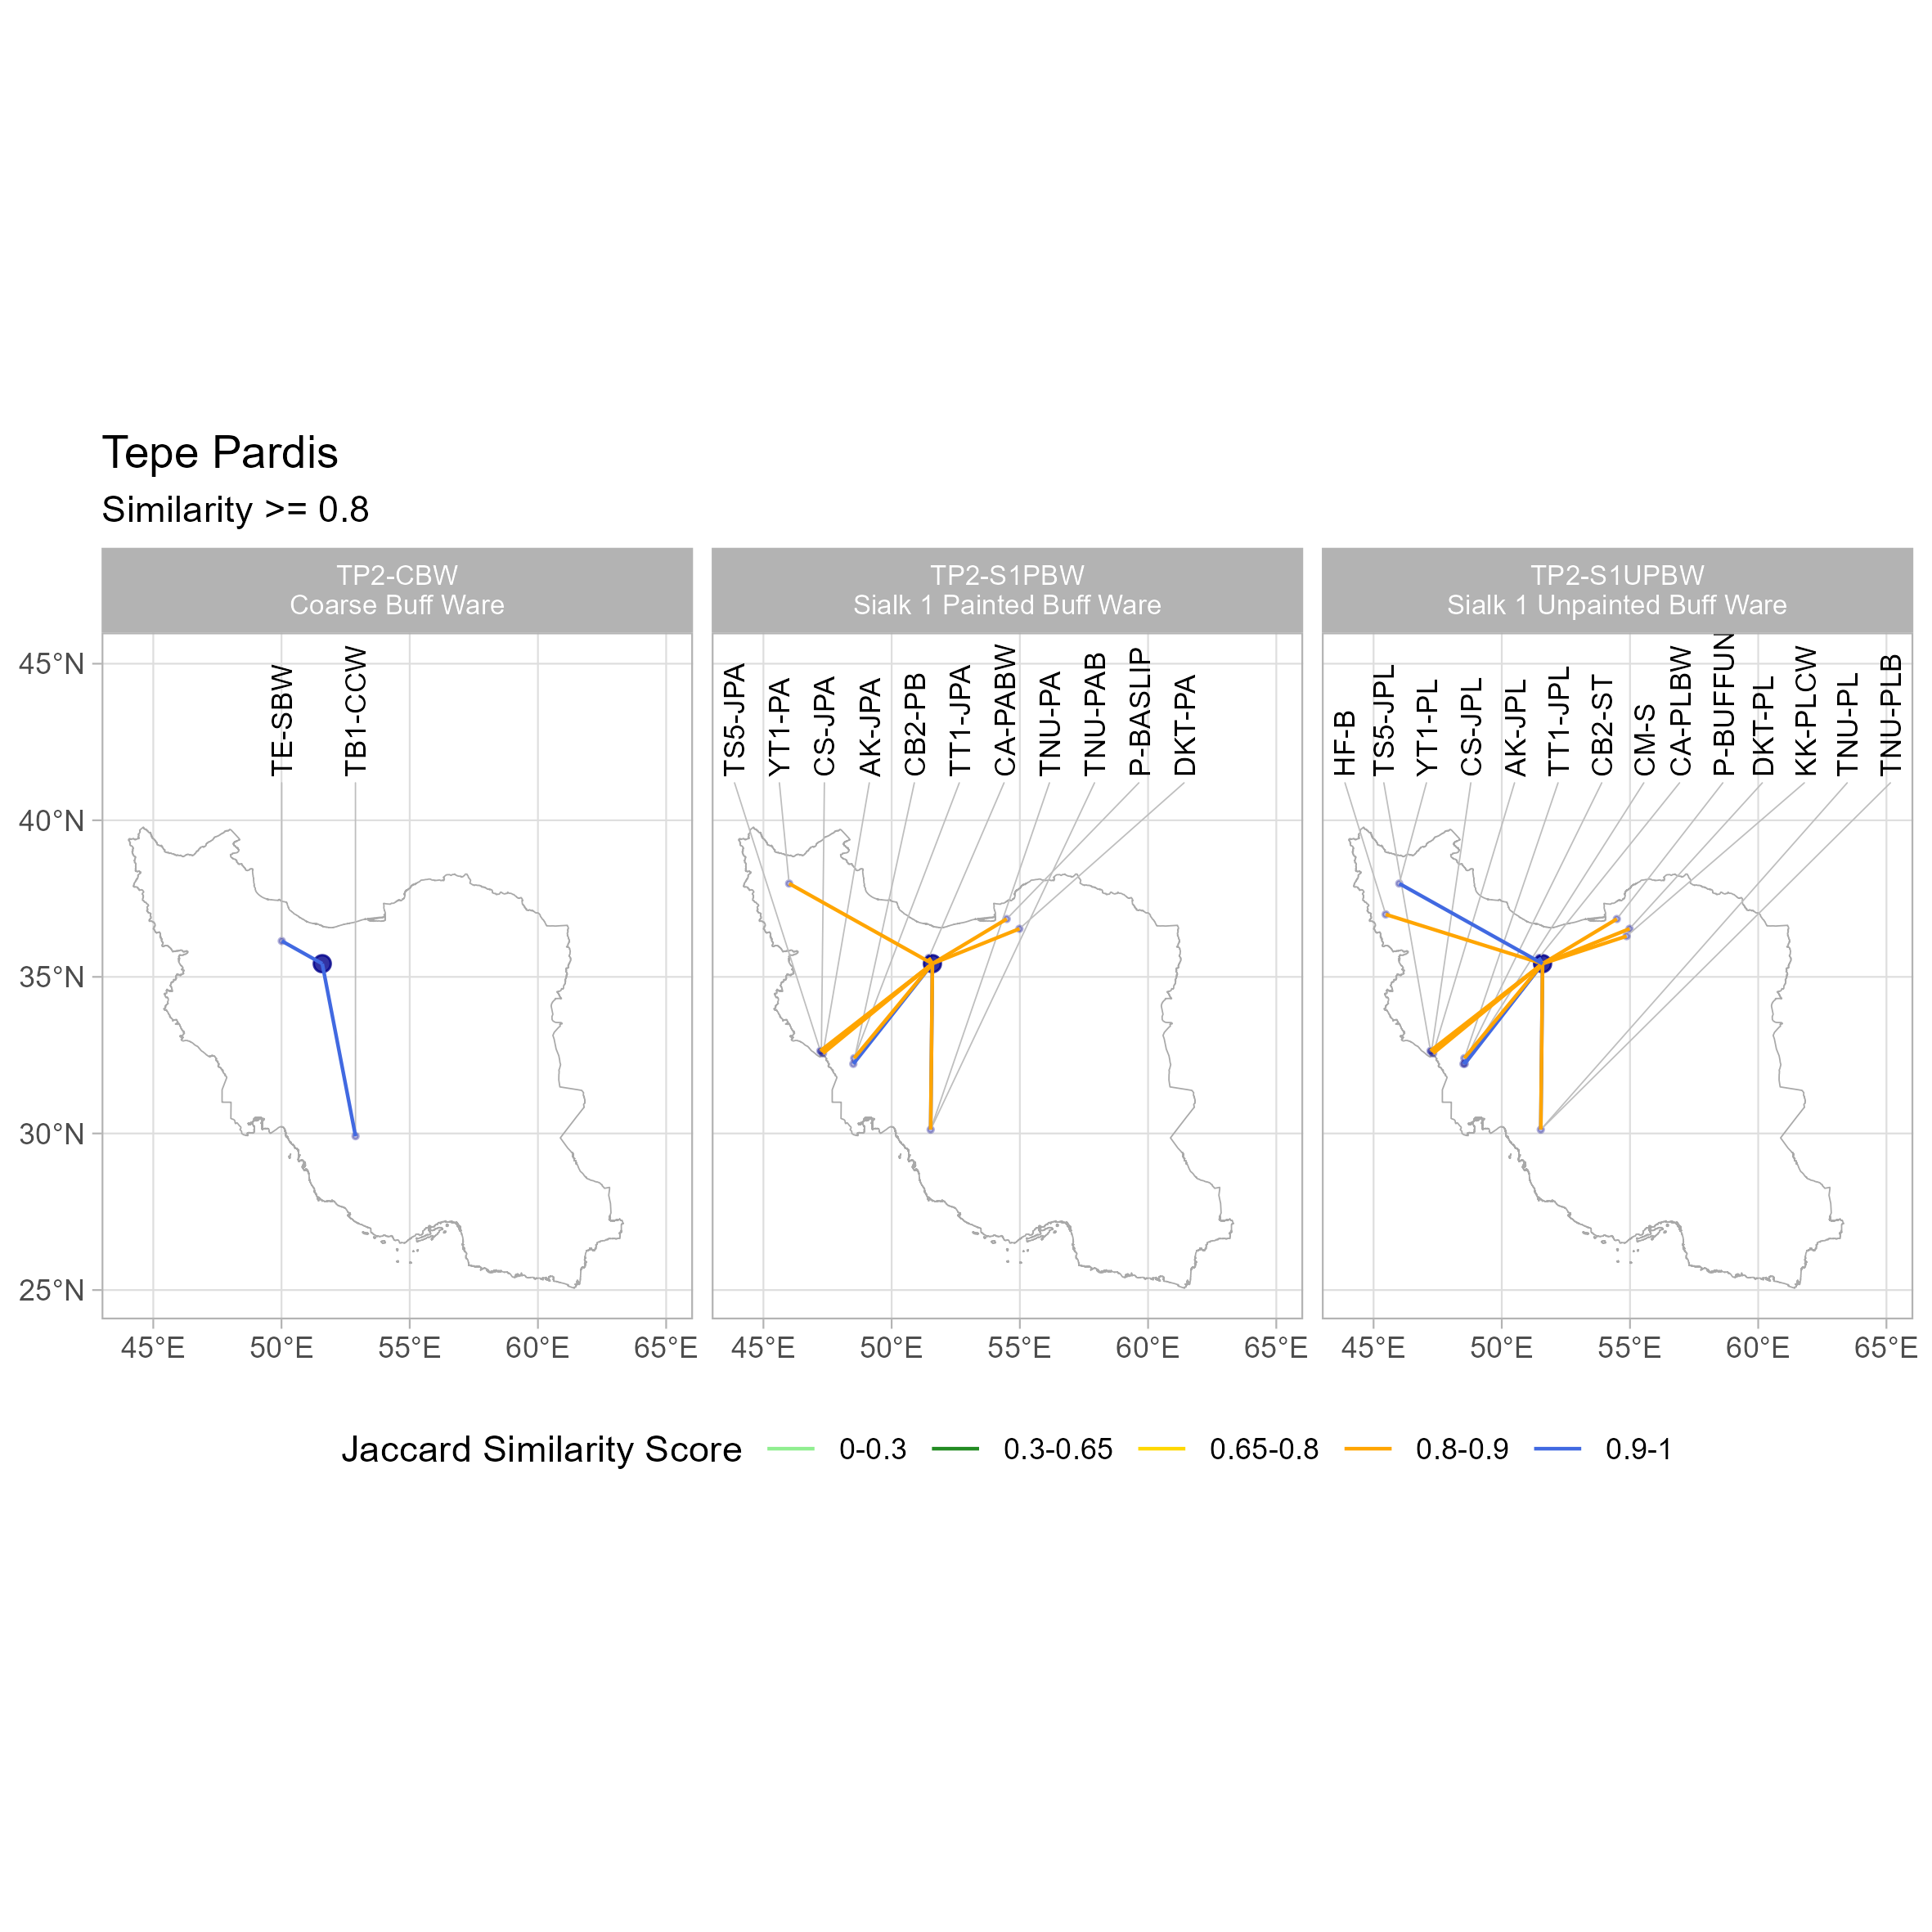 Tepe Pardis
Similarity >= 0.8
TP2-CBW
Coarse Buff Ware
TP2-S1PBW
Sialk 1 Painted Buff Ware
TP2-S1UPBW
Sialk 1 Unpainted Buff Ware
45°N
40°N
35°N
30°N
25°N
TE-SBW
TB1-CCW
TS5-JPA
YT1-PA
CS-JPA
AK-JPA
CB2-PB
TT1-JPA
CA-PABW
TNU-PA
TNU-PAB
P-BASLIP
DKT-PA
HF-B
TS5-JPL
YT1-PL
CS-JPL
AK-JPL
TT1-JPL
CB2-ST
CM-S
CA-PLBW
P-BUFFUN
DKT-PL
KK-PLCW
TNU-PL
TNU-PLB
45°E 50°E 55°E 60°E 65°E
45°E 50°E 55°E 60°E 65°E
45°E 50°E 55°E 60°E 65°E
Jaccard Similarity Score 0-0.3 0.3-0.65 0.65-0.8 0.8-0.9 0.9-1